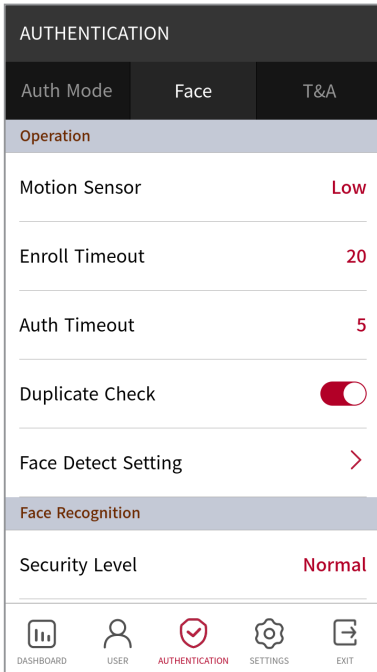 AUTHENTICATION
Auth Mode Face T&A
Operation
Motion Sensor Low
Enroll Timeout 20
Auth Timeout 5
Duplicate Check
Face Detect Setting
Face Recognition
Security Level Normal
DASHBOARD USER AUTHENTICATION SETTINGS EXIT